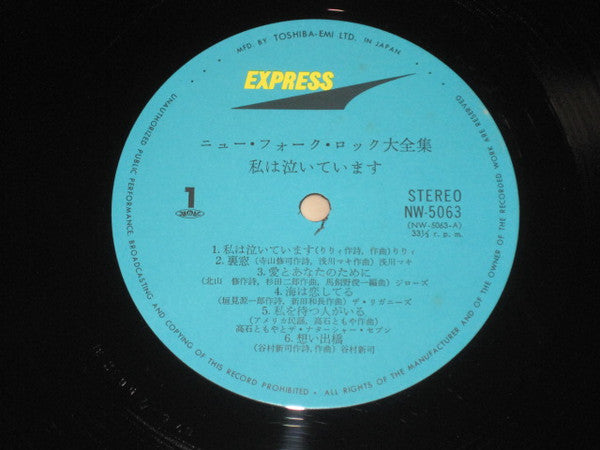 MFD. BY TOSHIBA-EMI LTD. IN JAPAN
EXPRESS
ニュー・フォーク・ロック大全集
私は泣いています
1
STEREO
NW-5063
(NW-5063-A)
33⅓ r. p. m.
1. 私は泣いています(りりィ作詩、作曲)りりィ
2. 裏窓 (寺山修司作詩、浅川マキ作曲) 浅川マキ
3. 愛とあなたのために
(北山 修作詩、杉田二郎作曲、馬飼野俊一編曲) ジローズ
4. 海は恋してる
(垣見源一郎作詩、新田和長作曲) ザ・リガニーズ
5. 私を待つ人がいる
(アメリカ民謡、高石ともや作曲)
高石ともやとザ・ナターシャー・セブン
6. 想い出橋
(谷村新司作詩,作曲) 谷村新司
UNAUTHORIZED PUBLIC PERFORMANCE, BROADCASTING AND COPYING OF THIS RECORD PROHIBITED ALL RIGHTS OF THE MANUFACTURER AND OF THE OWNER OF THE RECORDED WORK ARE RESERVED